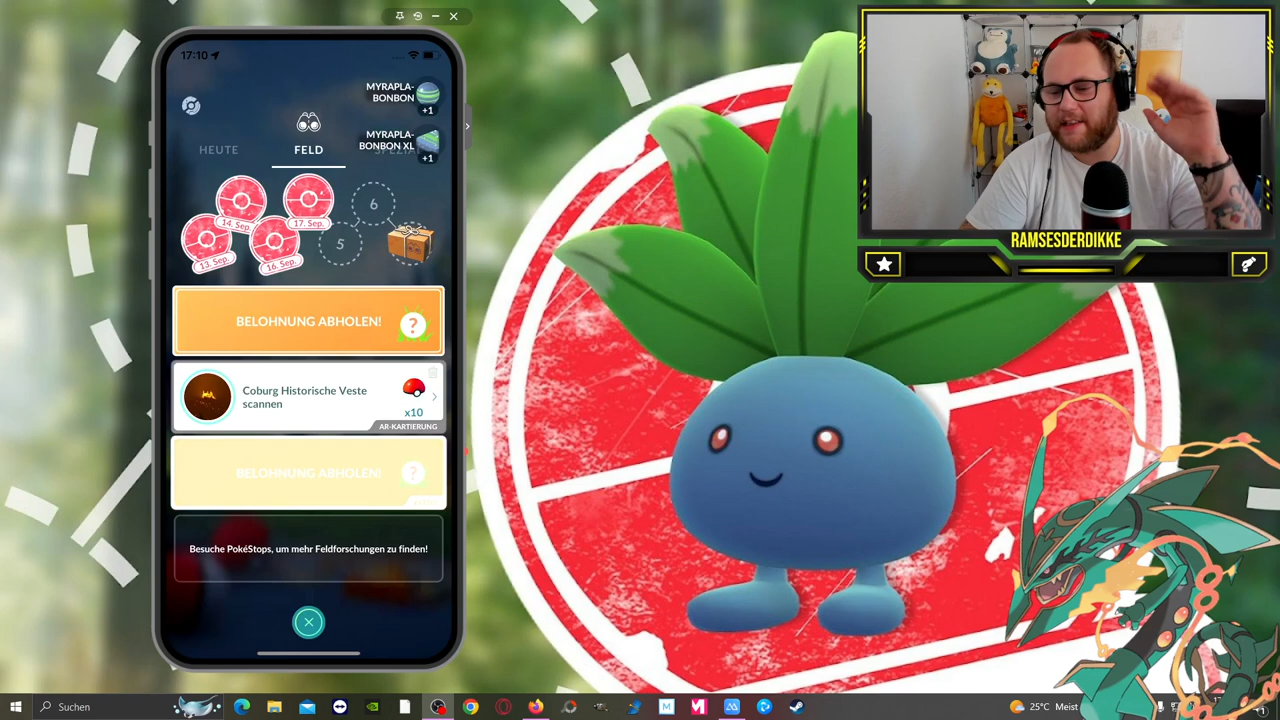 17:10
MYRAPLA-
BONBON
+1
MYRAPLA-
BONBON XL
+1
HEUTE
FELD
SPEZIAL
13. Sep.
14. Sep.
16. Sep.
17. Sep.
5
6
BELOHNUNG ABHOLEN!
?
Coburg Historische Veste
scannen
x10
AR-KARTIERUNG
BELOHNUNG ABHOLEN!
?
Besuche PokéStops, um mehr Feldforschungen zu finden!
RAMSESDERDIKKE
Suchen
25°C Meist